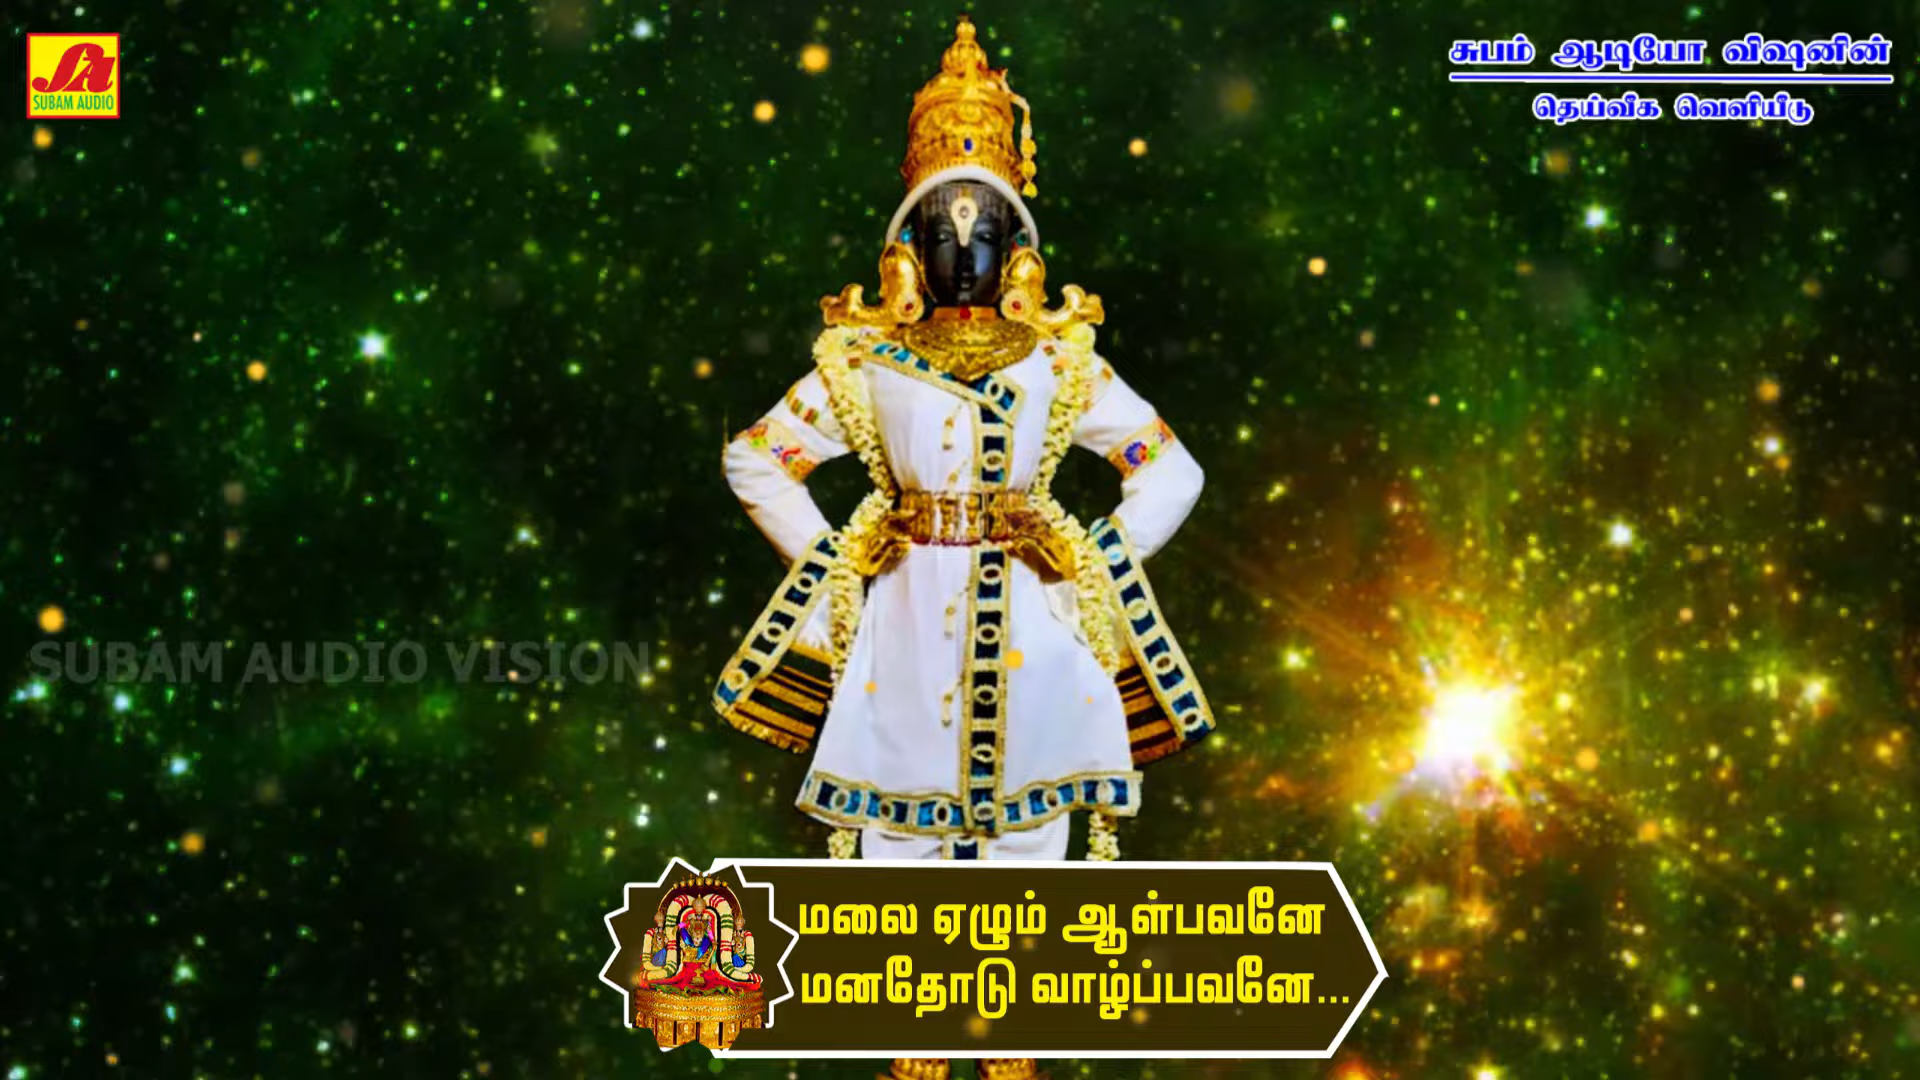 SUBAM AUDIO
சுபம் ஆடியோ விஷனின்
தெய்வீக வெளியீடு
SUBAM AUDIO VISION
மலை ஏழும் ஆள்பவனே
மனதோடு வாழ்ப்பவனே...